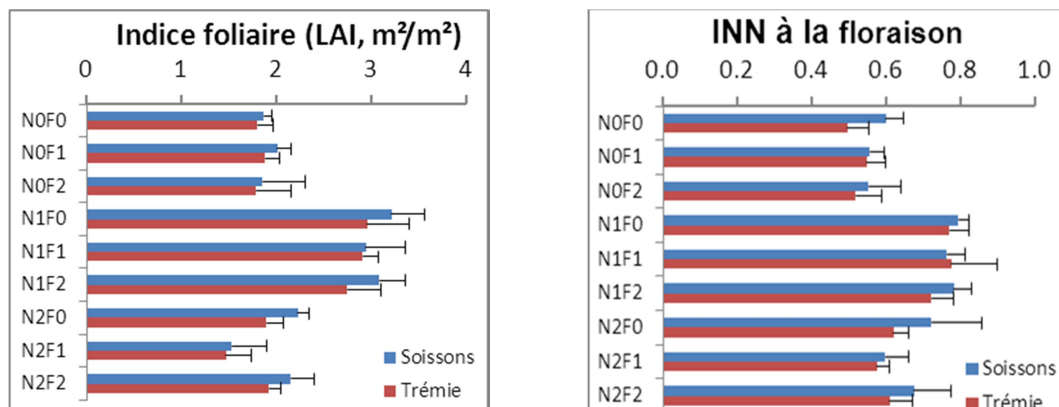 Indice foliaire (LAI, m²/m²)
0 1 2 3 4
N0F0
N0F1
N0F2
N1F0
N1F1
N1F2
N2F0
N2F1
N2F2
Soissons
Trémie
INN à la floraison
0.0 0.2 0.4 0.6 0.8 1.0
N0F0
N0F1
N0F2
N1F0
N1F1
N1F2
N2F0
N2F1
N2F2
Soissons
Trémie